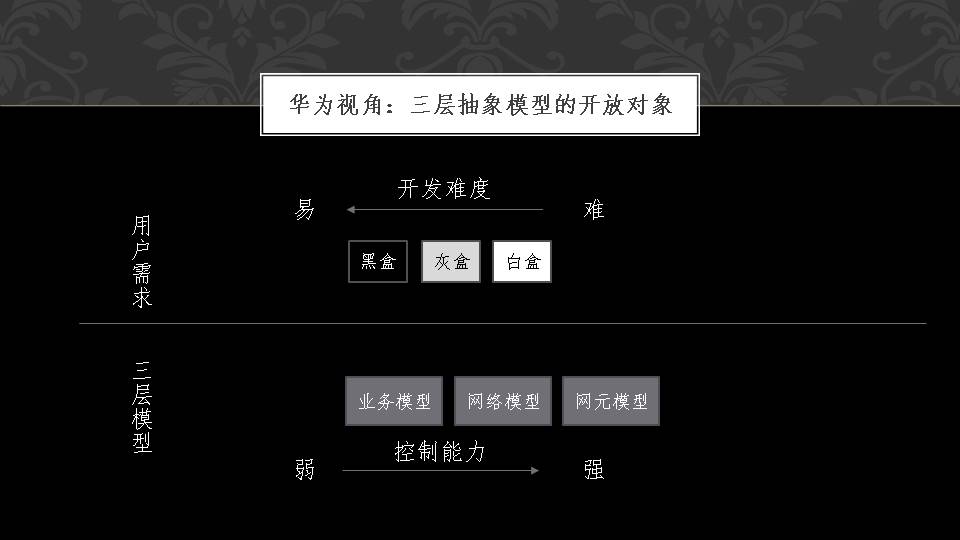 华为视角：三层抽象模型的开放对象
开发难度
易
难
用户需求
黑盒
灰盒
白盒
三层模型
业务模型
网络模型
网元模型
控制能力
弱
强